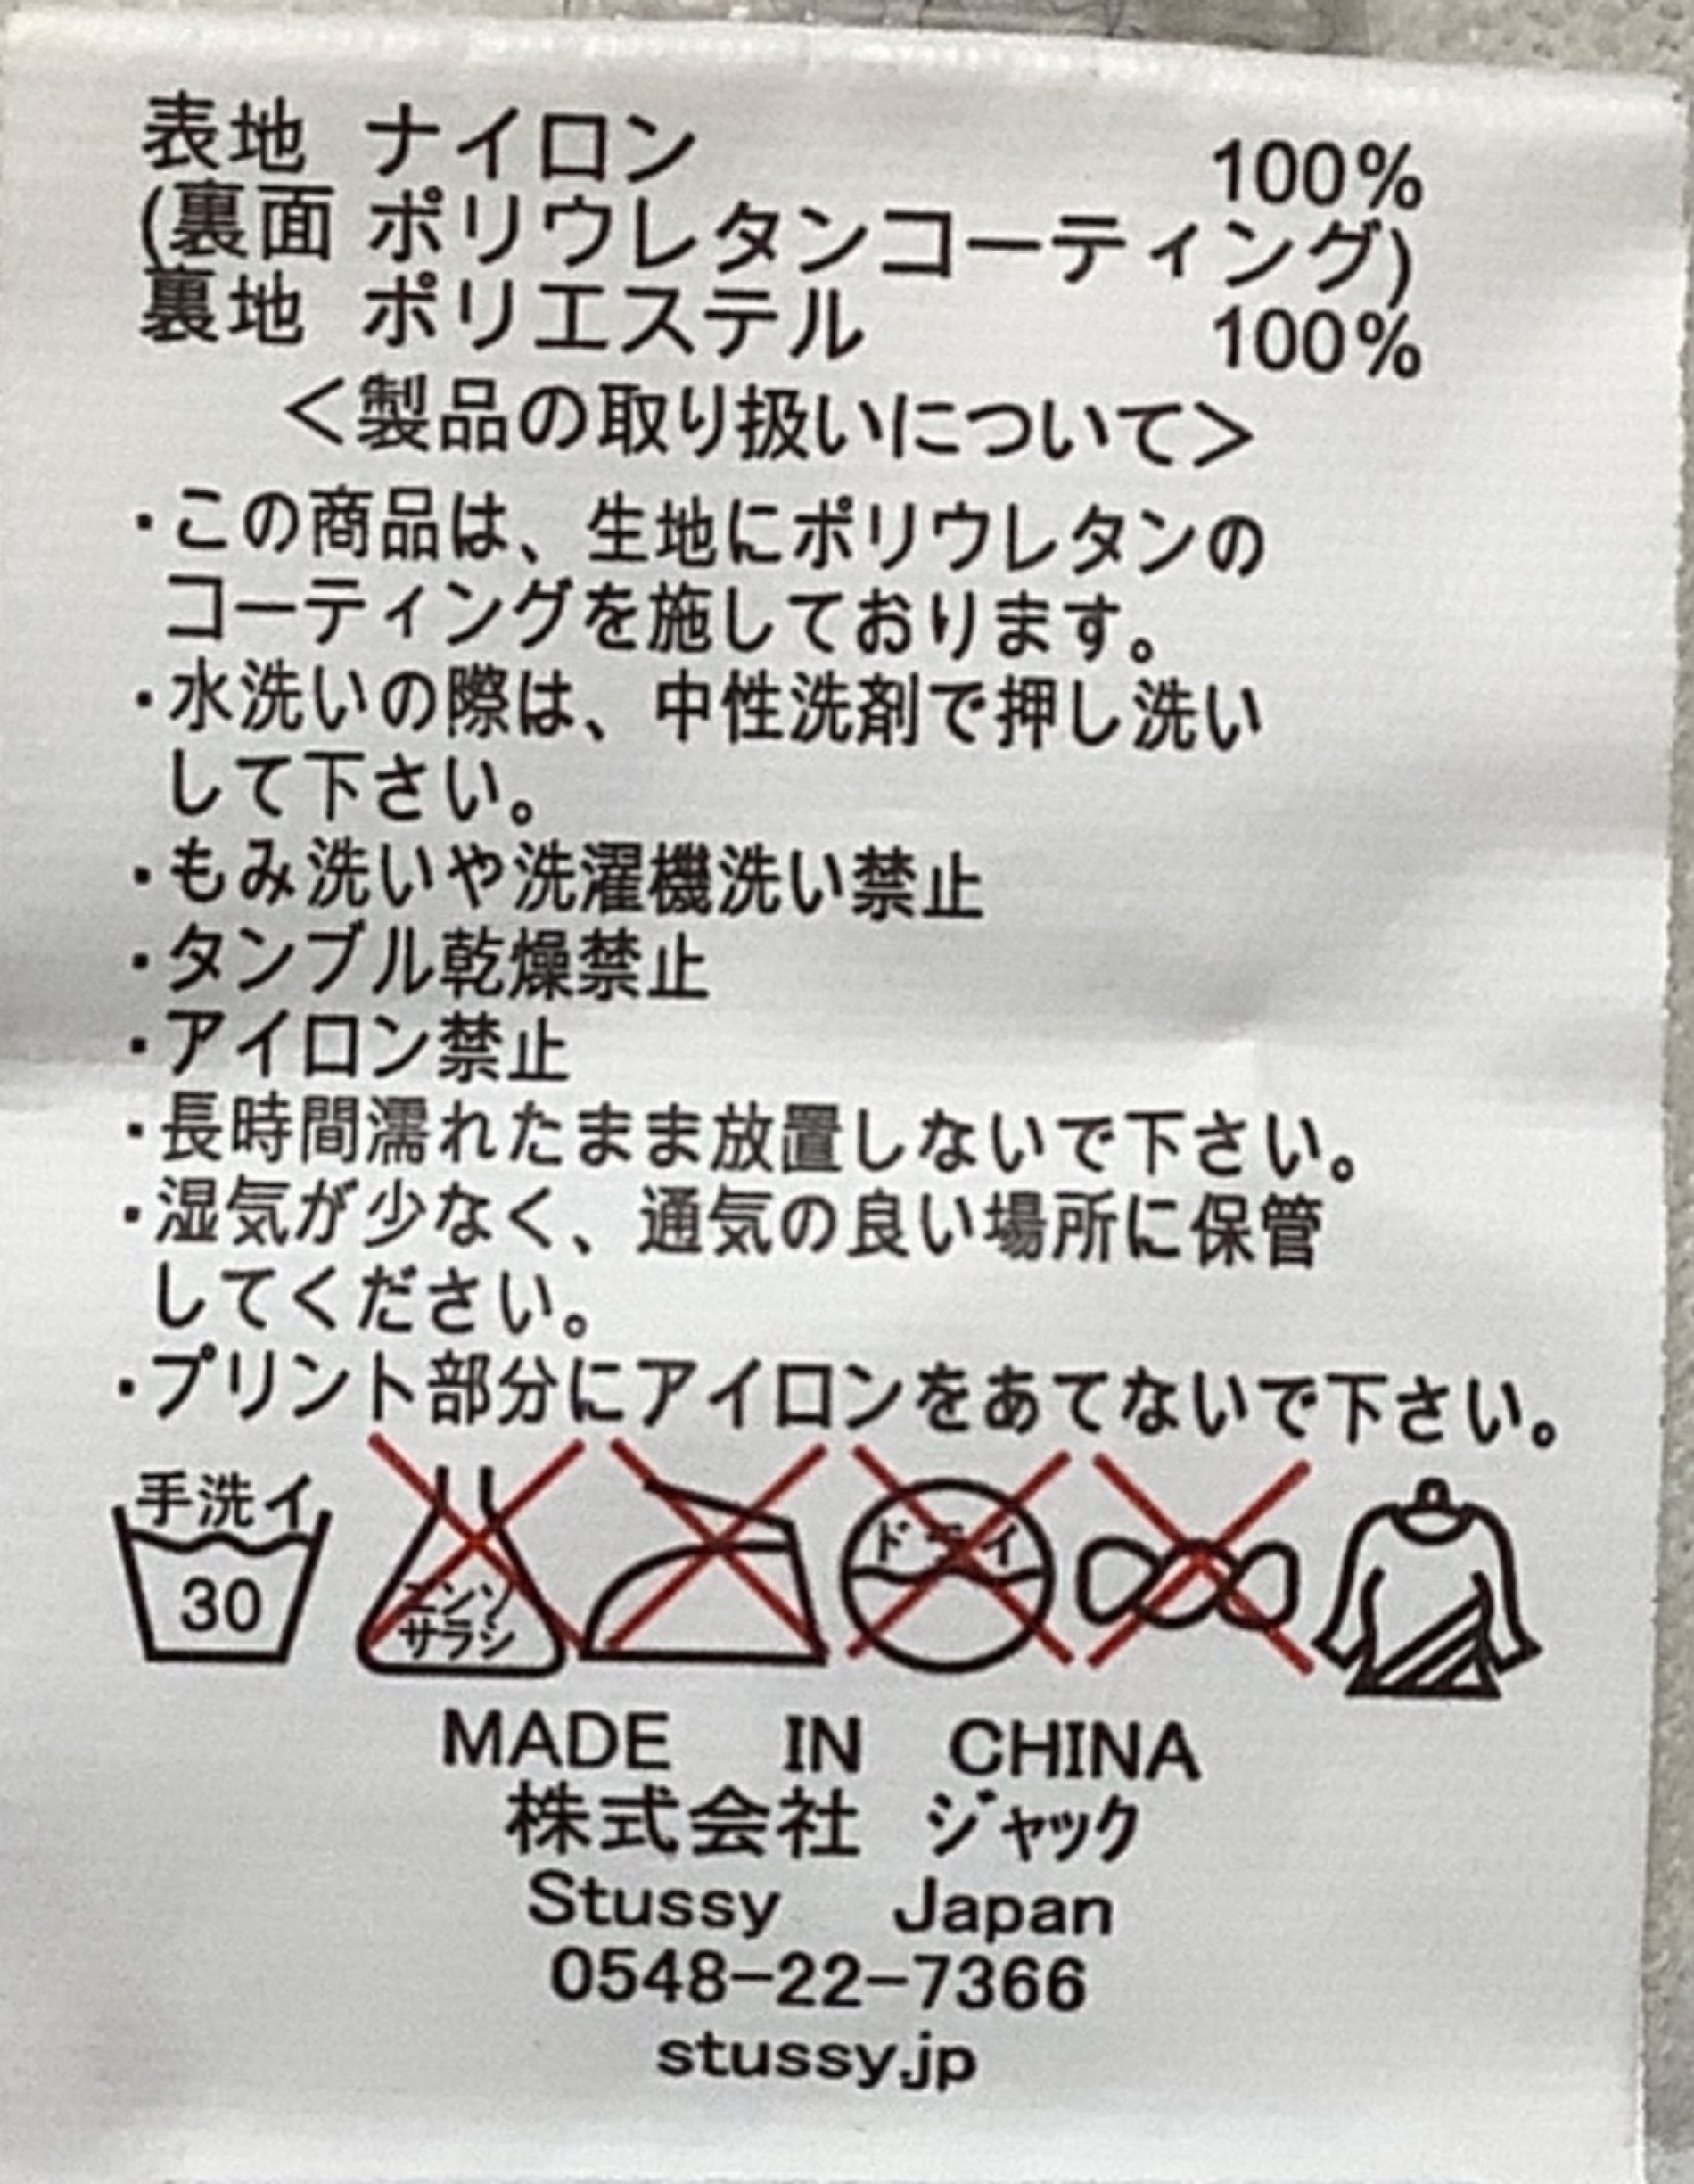 表地 ナイロン 100%
(裏面 ポリウレタンコーティング)
裏地 ポリエステル 100%
＜製品の取り扱いについて＞
・この商品は、生地にポリウレタンの
コーティングを施しております。
・水洗いの際は、中性洗剤で押し洗い
して下さい。
・もみ洗いや洗濯機洗い禁止
・タンブル乾燥禁止
・アイロン禁止
・長時間濡れたまま放置しないで下さい。
・湿気が少なく、通気の良い場所に保管
してください。
・プリント部分にアイロンをあてないで下さい。
手洗イ
30
エンソ
サラシ
ドライ
MADE IN CHINA
株式会社 ジャック
Stussy Japan
0548-22-7366
stussy.jp